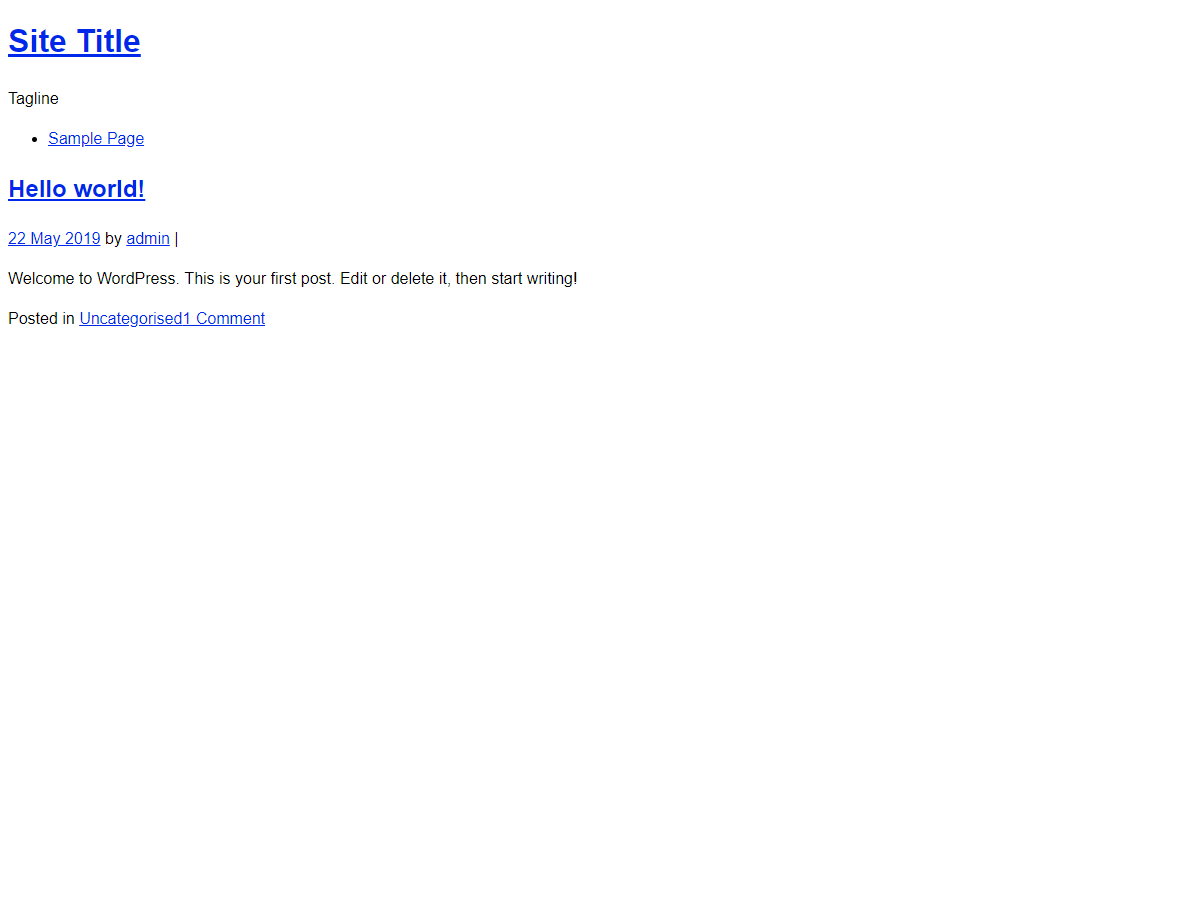 Site Title
Tagline
• Sample Page
Hello world!
22 May 2019 by admin |
Welcome to WordPress. This is your first post. Edit or delete it, then start writing!
Posted in Uncategorised1 Comment